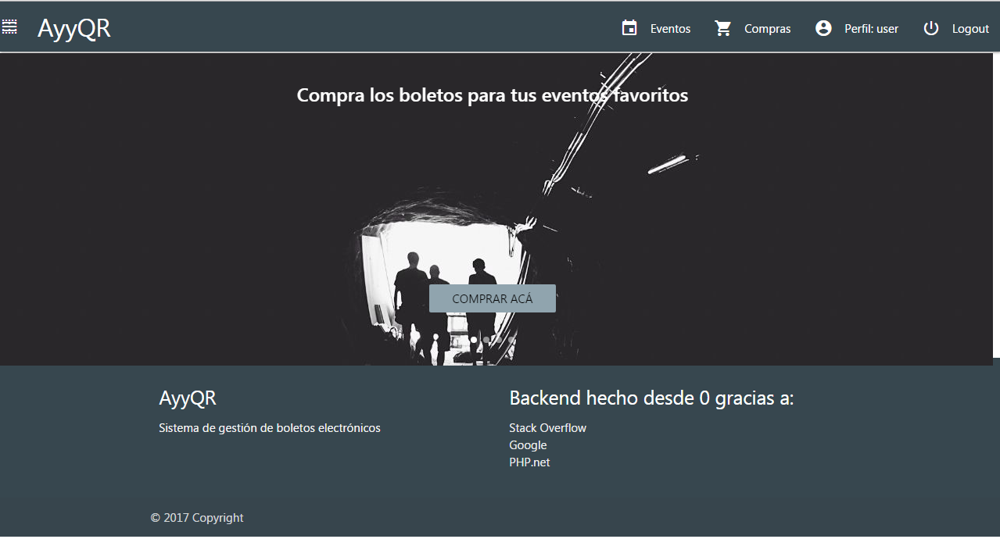 AyyQR
Eventos
Compras
Perfil: user
Logout
Compra los boletos para tus eventos favoritos
COMPRAR ACÁ
AyyQR
Sistema de gestión de boletos electrónicos
Backend hecho desde 0 gracias a:
Stack Overflow
Google
PHP.net
© 2017 Copyright